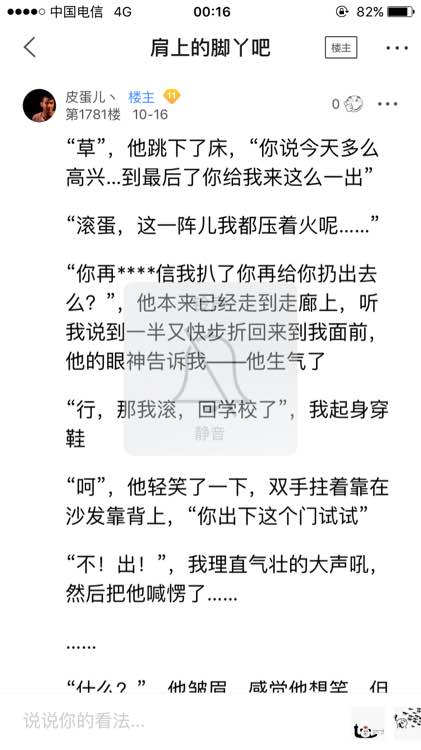 中国电信 4G 00:16 82%
肩上的脚丫吧 楼主
皮蛋儿丶 楼主 11
第1781楼 10-16
0
“草”，他跳下了床，“你说今天多么
高兴...到最后了你给我来这么一出”
“滚蛋，这一阵儿我都压着火呢……”
“你再****信我扒了你再给你扔出去
么？”，他本来已经走到走廊上，听
我说到一半又快步折回来到我面前，
他的眼神告诉我——他生气了
“行，那我滚，回学校了”，我起身穿
鞋
静音
“呵”，他轻笑了一下，双手拄着靠在
沙发靠背上，“你出下这个门试试”
“不！出！”，我理直气壮的大声吼，
然后把他喊愣了……
……
“什么？”，他皱眉，感觉他想笑，但
说说你的看法...